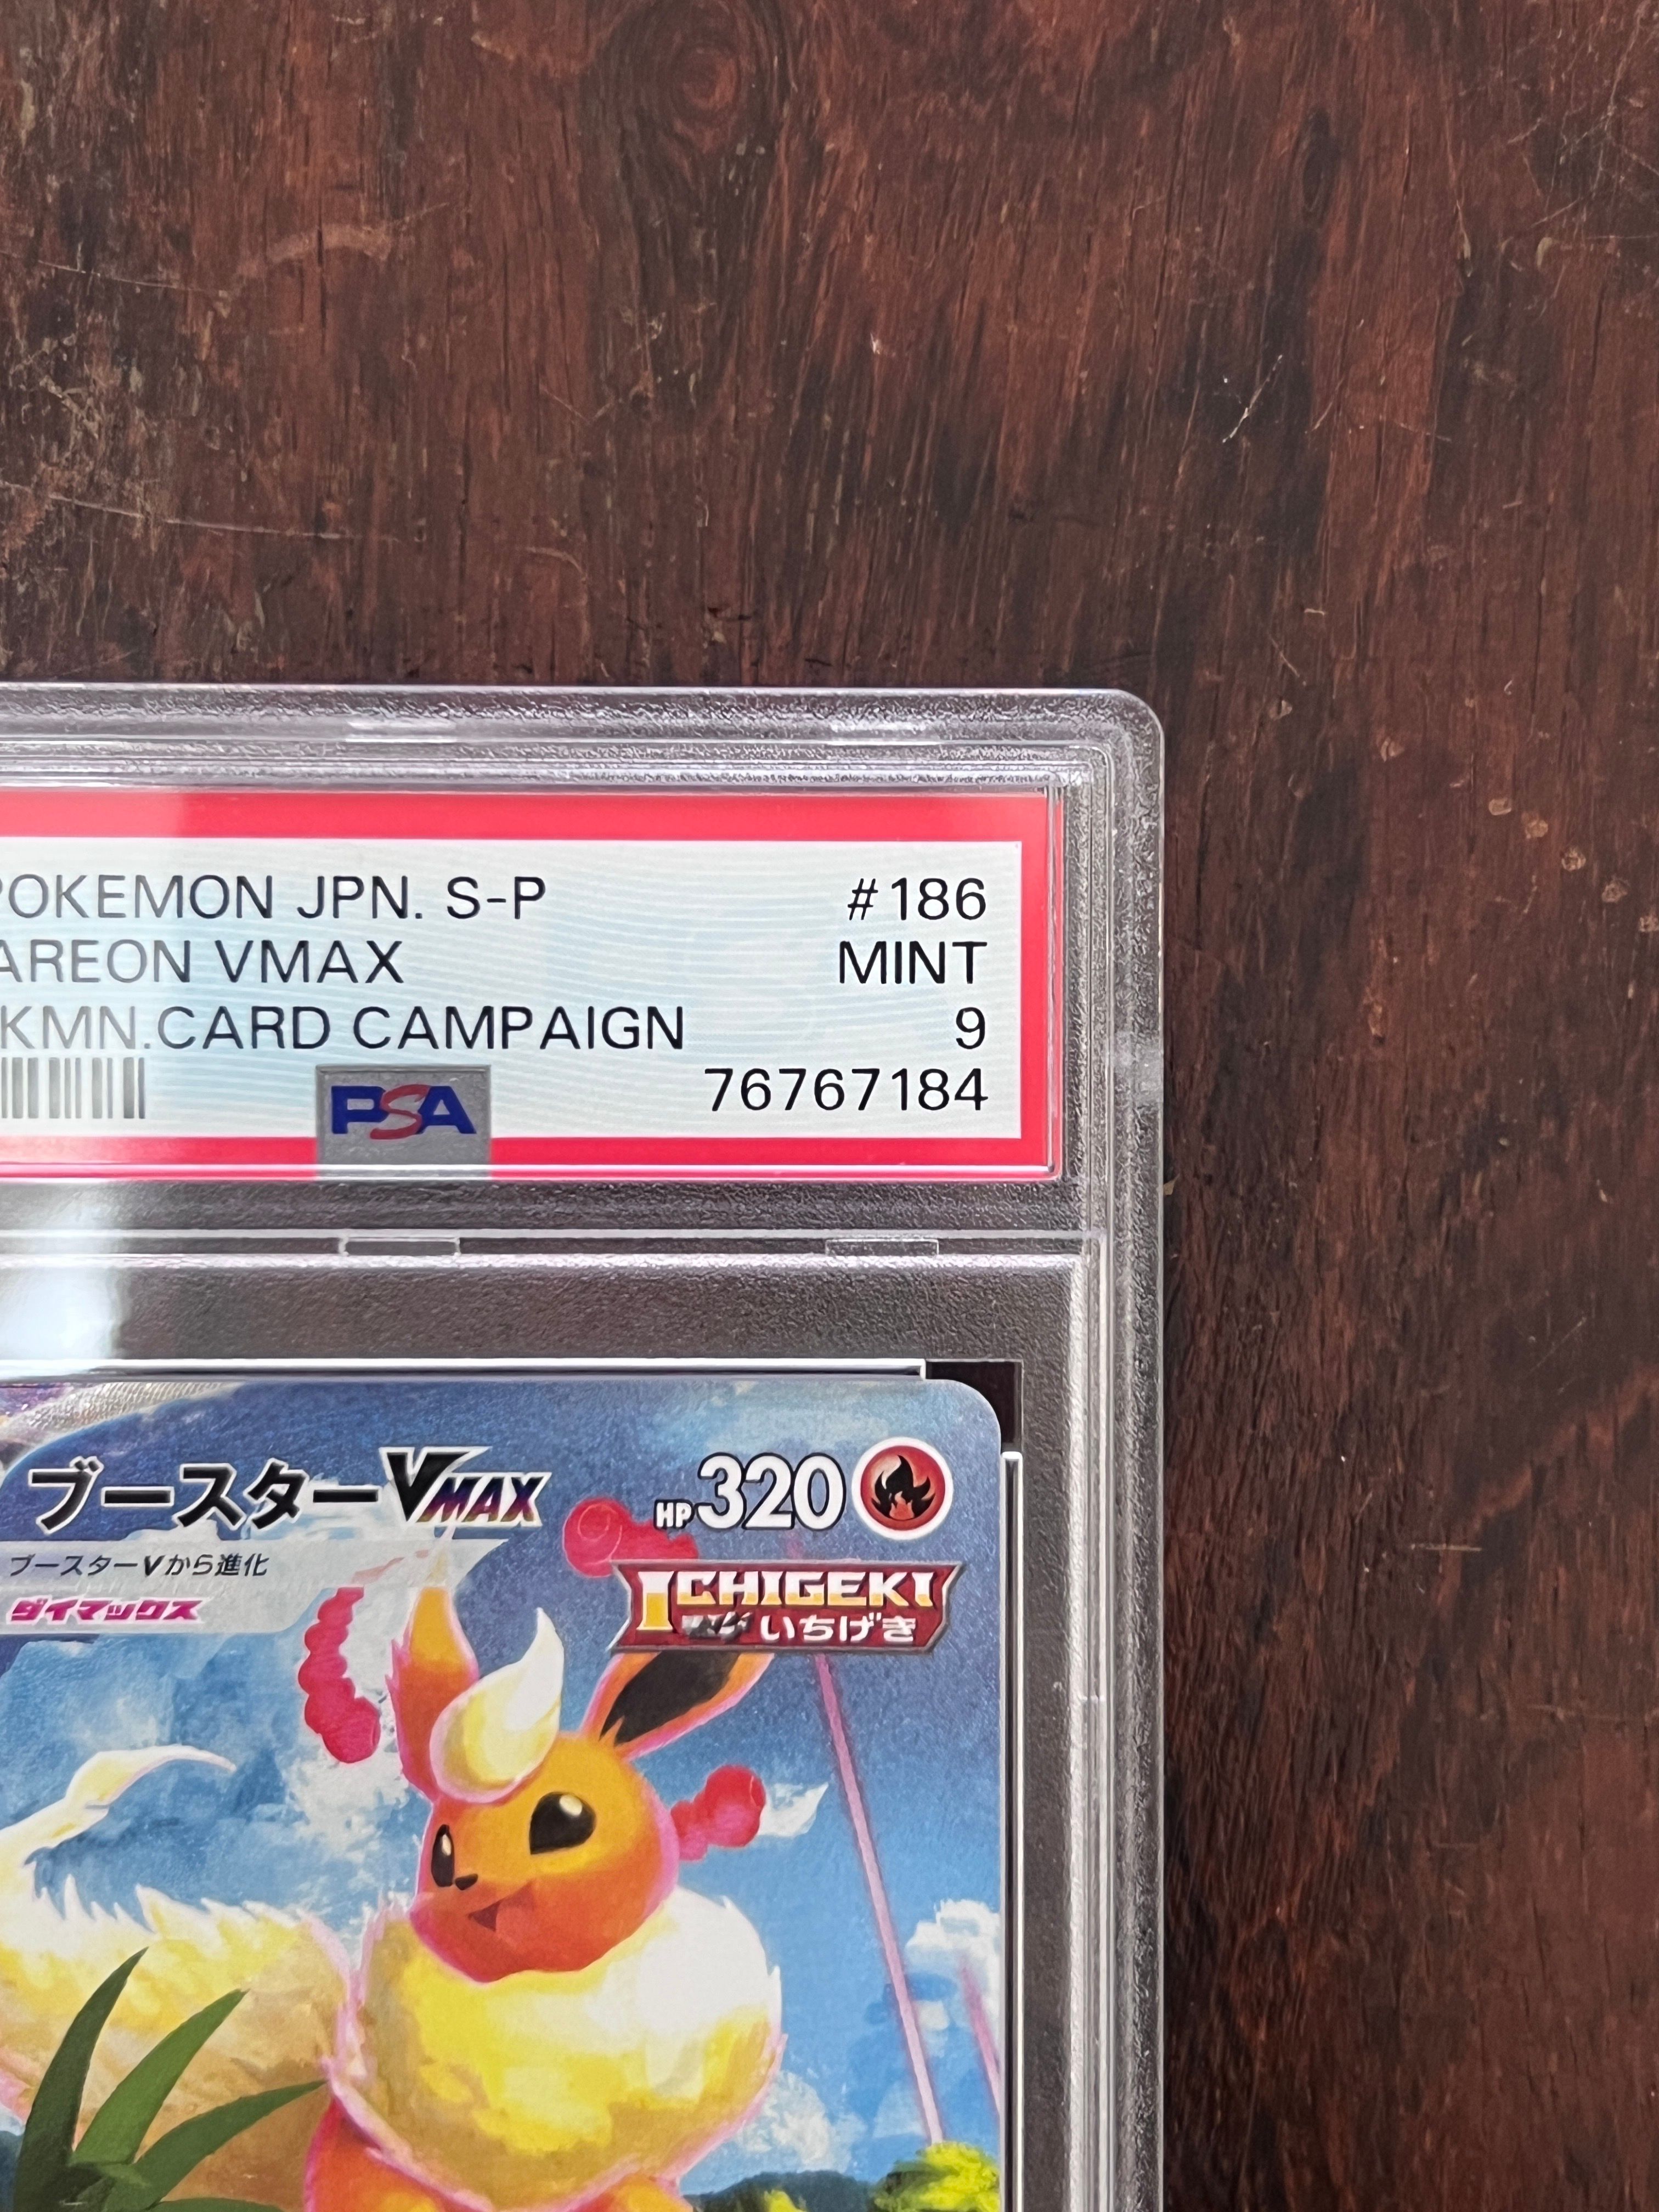 POKEMON JPN. S-P #186
AREON VMAX MINT
KMN.CARD CAMPAIGN 9
PSA 76767184
ブースターVMAX HP320
ブースターVから進化
ダイマックス
ICHIGEKI
いちげき